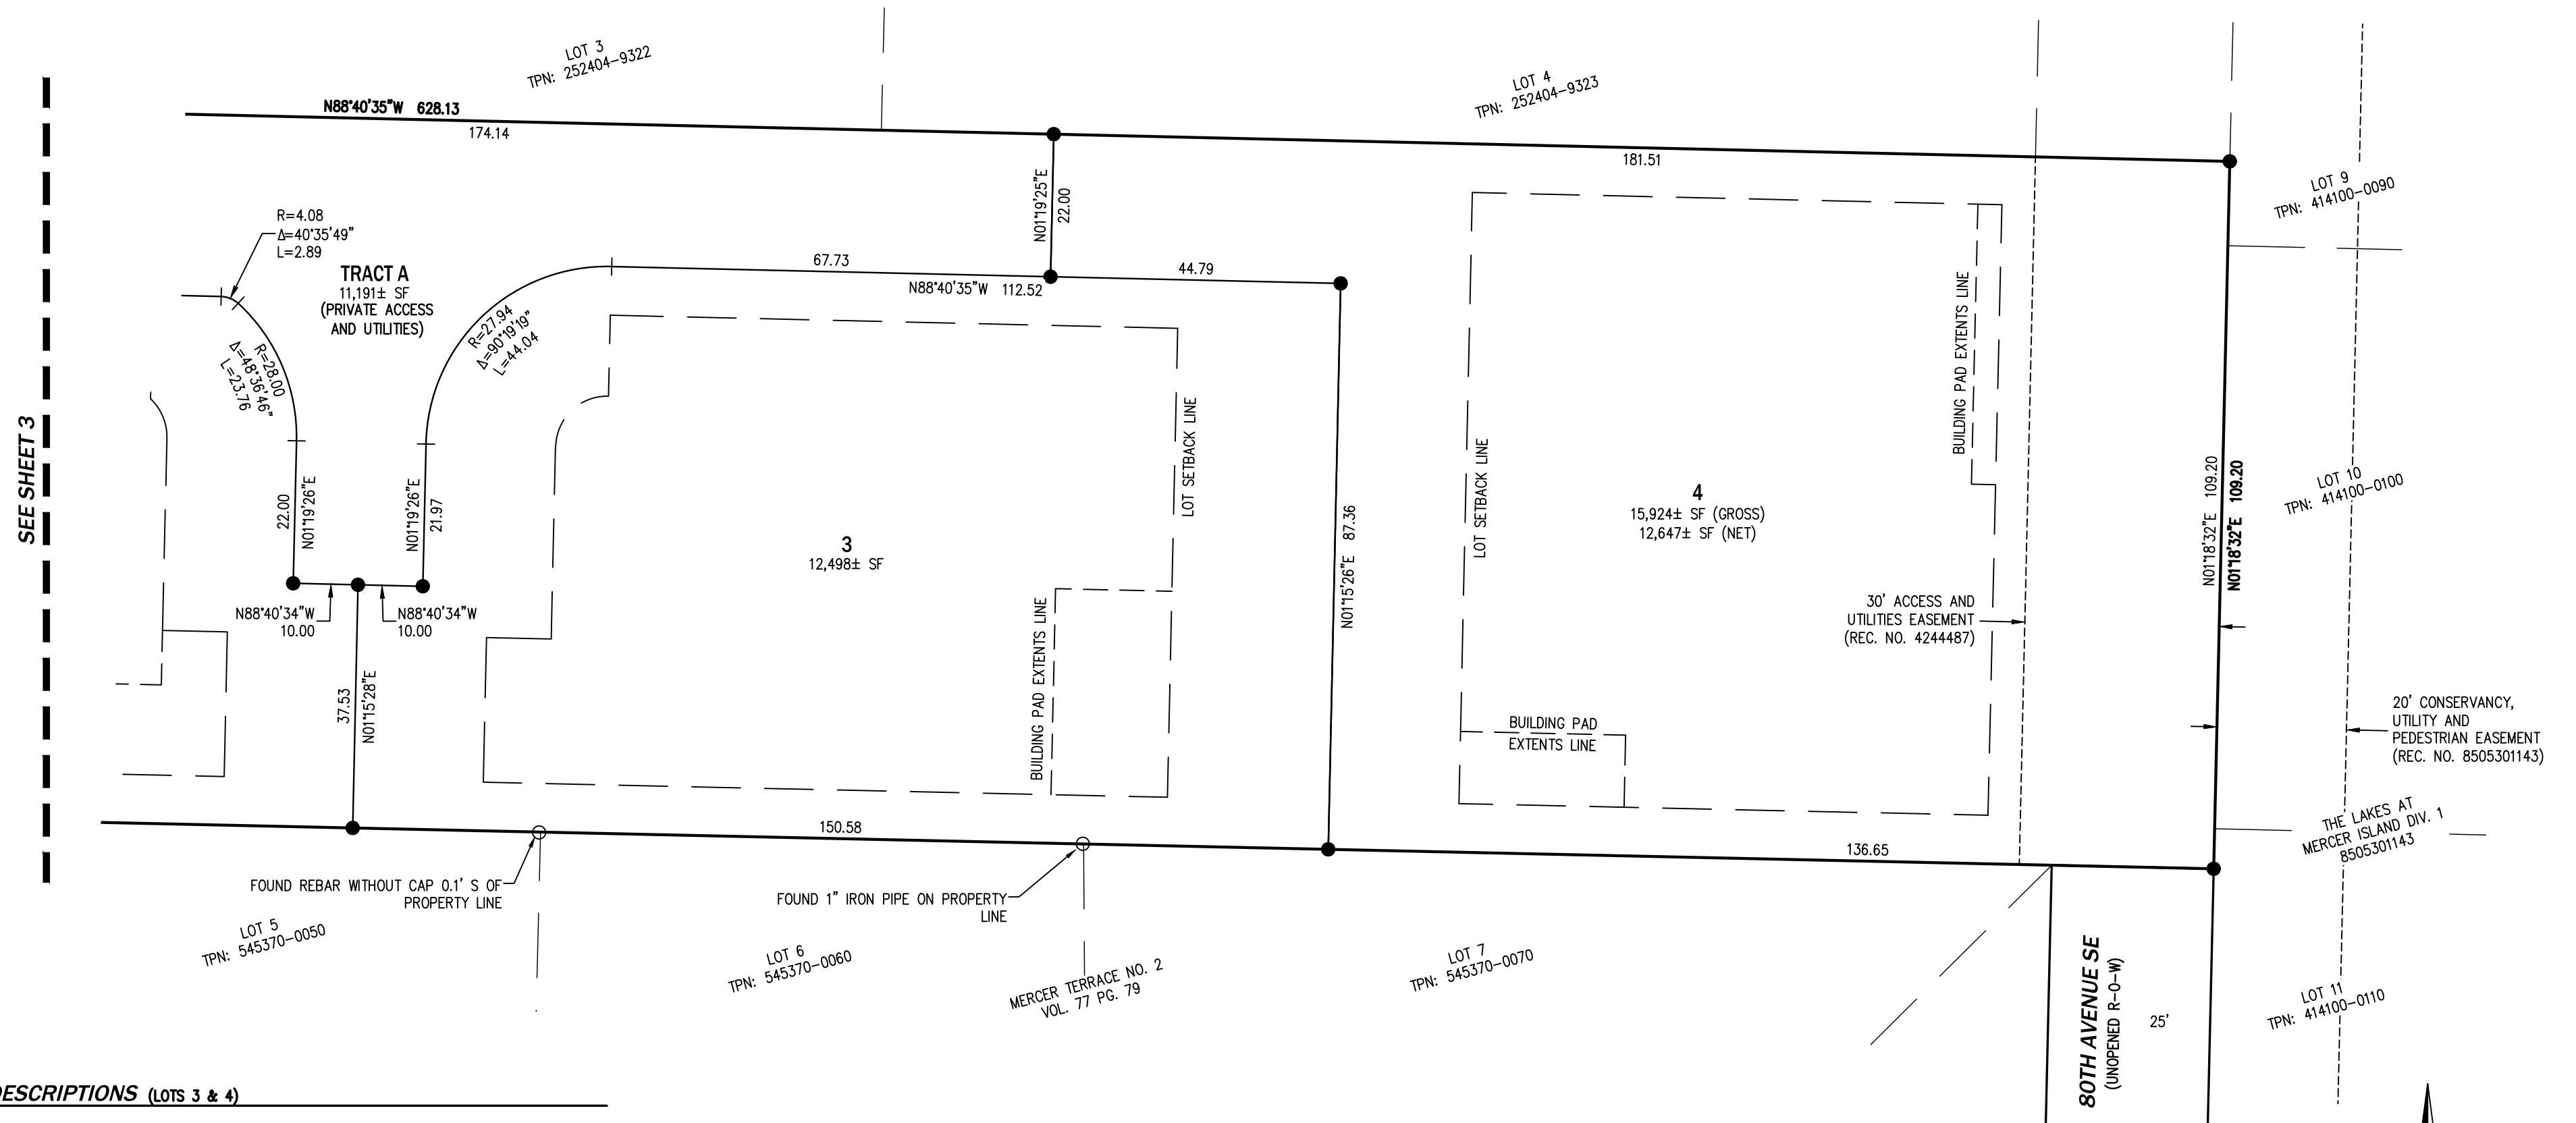 LOT 3
TPN: 252404-9322
LOT 4
TPN: 252404-9323
N88°40'35"W 628.13
174.14
181.51
LOT 9
TPN: 414100-0090
N01°19'25"E
22.00
R=4.08
Δ=40°35'49"
L=2.89
TRACT A
11,191± SF
(PRIVATE ACCESS
AND UTILITIES)
67.73
44.79
N88°40'35"W 112.52
R=27.94
Δ=90°19'19"
L=44.04
R=28.00
Δ=48°36'46"
L=23.76
SEE SHEET 3
22.00
N01°19'26"E
N01°19'26"E
21.97
LOT SETBACK LINE
LOT SETBACK LINE
BUILDING PAD EXTENTS LINE
3
12,498± SF
N01°15'26"E 87.36
4
15,924± SF (GROSS)
12,647± SF (NET)
N01°18'32"E 109.20
N01°18'32"E 109.20
LOT 10
TPN: 414100-0100
N88°40'34"W
10.00
N88°40'34"W
10.00
BUILDING PAD EXTENTS LINE
30' ACCESS AND
UTILITIES EASEMENT
(REC. NO. 4244487)
37.53
N01°15'28"E
BUILDING PAD
EXTENTS LINE
20' CONSERVANCY,
UTILITY AND
PEDESTRIAN EASEMENT
(REC. NO. 8505301143)
THE LAKES AT
MERCER ISLAND DIV. 1
8505301143
150.58
136.65
FOUND REBAR WITHOUT CAP 0.1' S OF
PROPERTY LINE
FOUND 1" IRON PIPE ON PROPERTY
LINE
LOT 5
TPN: 545370-0050
LOT 6
TPN: 545370-0060
MERCER TERRACE NO. 2
VOL. 77 PG. 79
LOT 7
TPN: 545370-0070
80TH AVENUE SE
(UNOPENED R-O-W)
25'
LOT 11
TPN: 414100-0110
DESCRIPTIONS (LOTS 3 & 4)